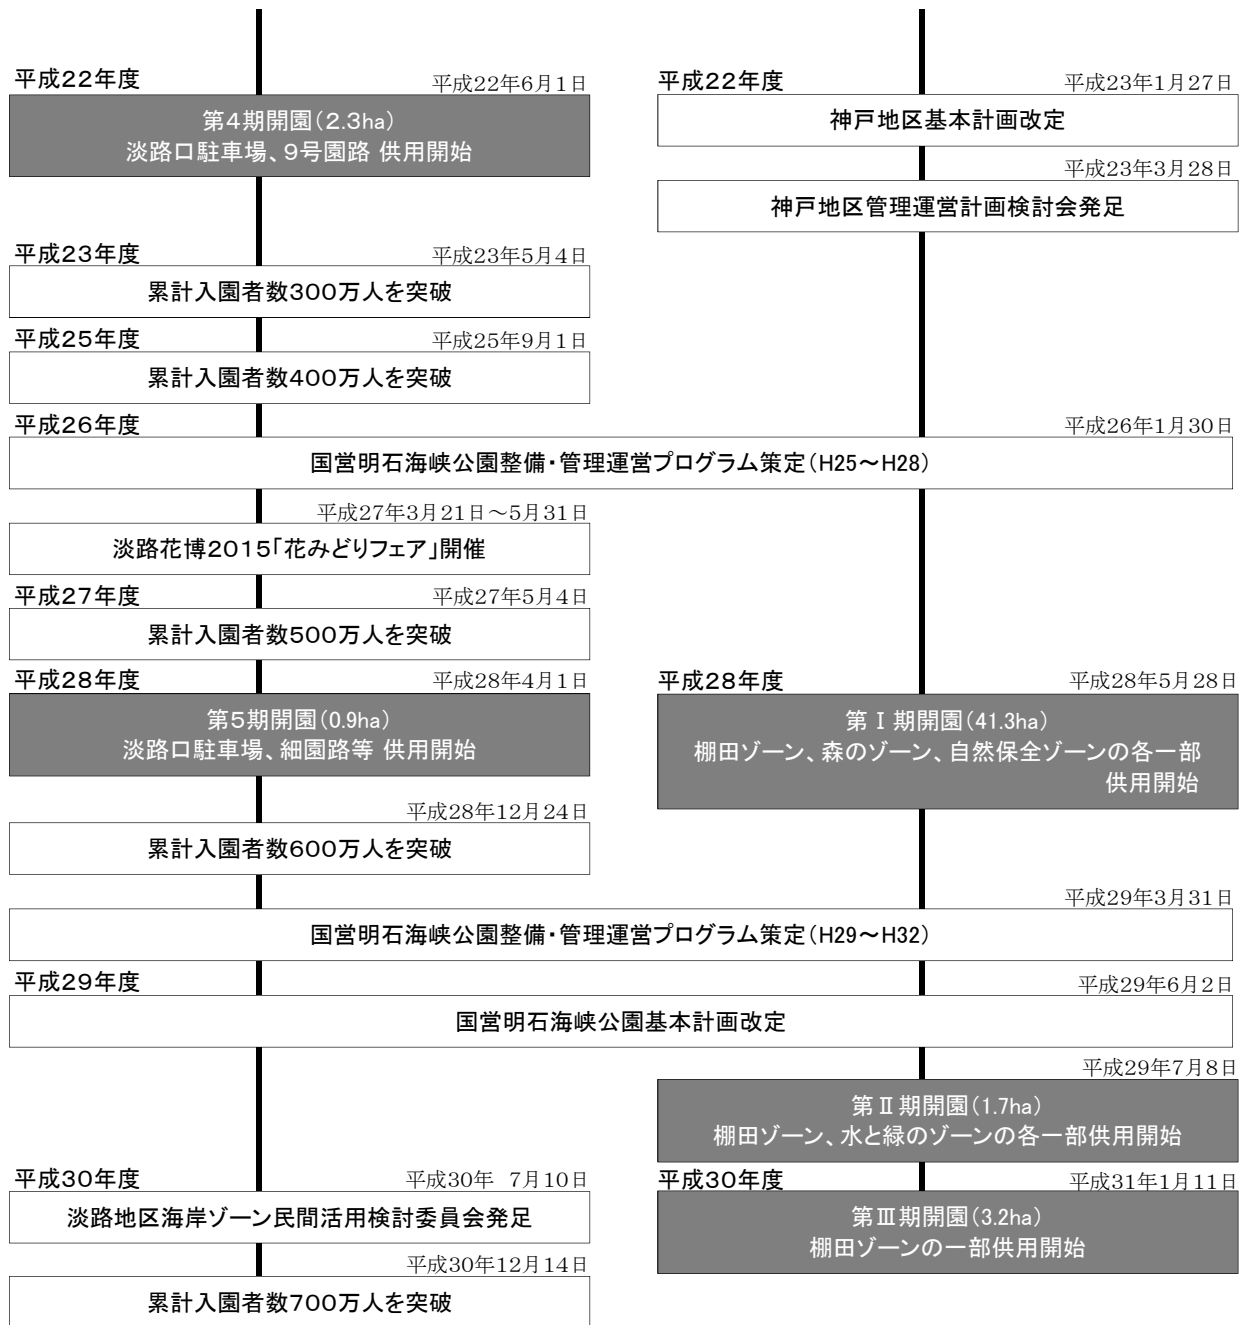 平成22年度
平成22年6月1日
第4期開園(2.3ha)
淡路口駐車場、9号園路 供用開始
平成22年度
平成23年1月27日
神戸地区基本計画改定
平成23年3月28日
神戸地区管理運営計画検討会発足
平成23年度
平成23年5月4日
累計入園者数300万人を突破
平成25年度
平成25年9月1日
累計入園者数400万人を突破
平成26年度
平成26年1月30日
国営明石海峡公園整備・管理運営プログラム策定(H25～H28)
平成27年3月21日～5月31日
淡路花博2015「花みどりフェア」開催
平成27年度
平成27年5月4日
累計入園者数500万人を突破
平成28年度
平成28年4月1日
第5期開園(0.9ha)
淡路口駐車場、細園路等 供用開始
平成28年度
平成28年5月28日
第Ⅰ期開園(41.3ha)
棚田ゾーン、森のゾーン、自然保全ゾーンの各一部
供用開始
平成28年12月24日
累計入園者数600万人を突破
平成29年3月31日
国営明石海峡公園整備・管理運営プログラム策定(H29～H32)
平成29年度
平成29年6月2日
国営明石海峡公園基本計画改定
平成29年7月8日
第Ⅱ期開園(1.7ha)
棚田ゾーン、水と緑のゾーンの各一部供用開始
平成30年度
平成30年 7月10日
淡路地区海岸ゾーン民間活用検討委員会発足
平成30年度
平成31年1月11日
第Ⅲ期開園(3.2ha)
棚田ゾーンの一部供用開始
平成30年12月14日
累計入園者数700万人を突破